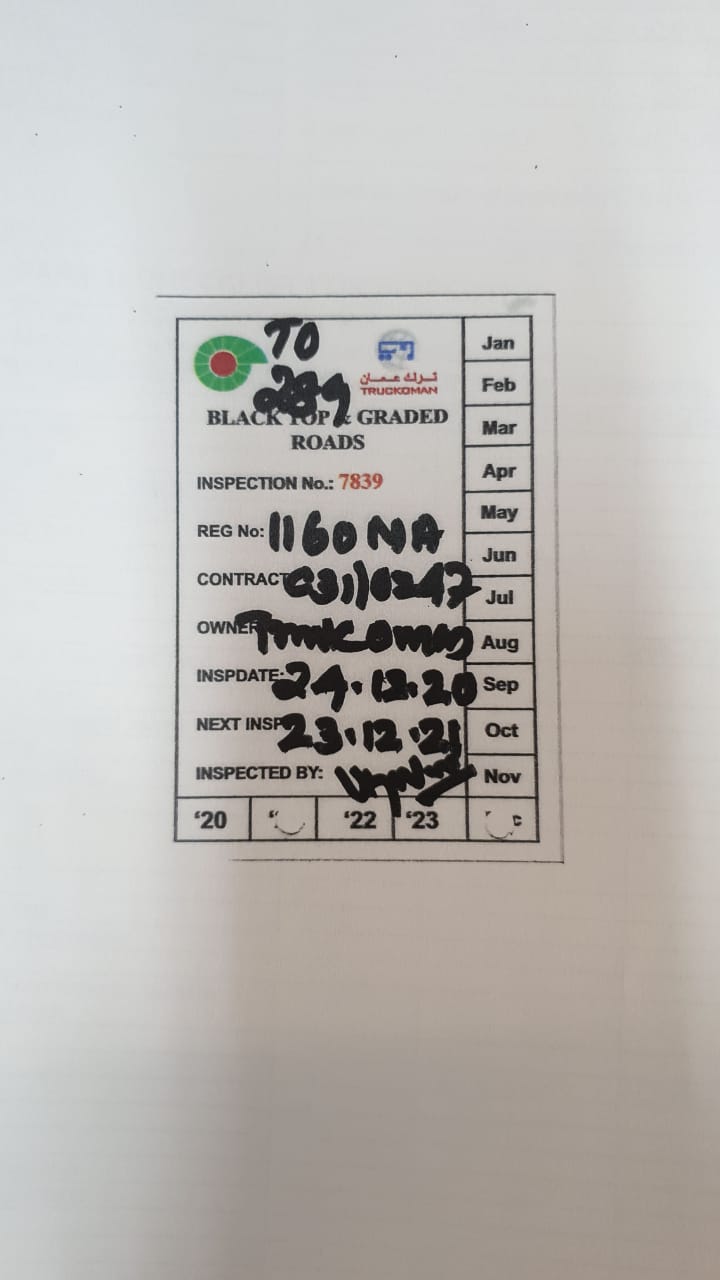 TO
289
ترك عمان
TRUCKOMAN
BLACK TOP & GRADED
ROADS
INSPECTION No.: 7839
REG No: 1160 NA
CONTRACT C3110247
OWNER Truckoman
INSPDATE: 24.12.20
NEXT INSP 23.12.21
INSPECTED BY:
Jan
Feb
Mar
Apr
May
Jun
Jul
Aug
Sep
Oct
Nov
'20
'22
'23